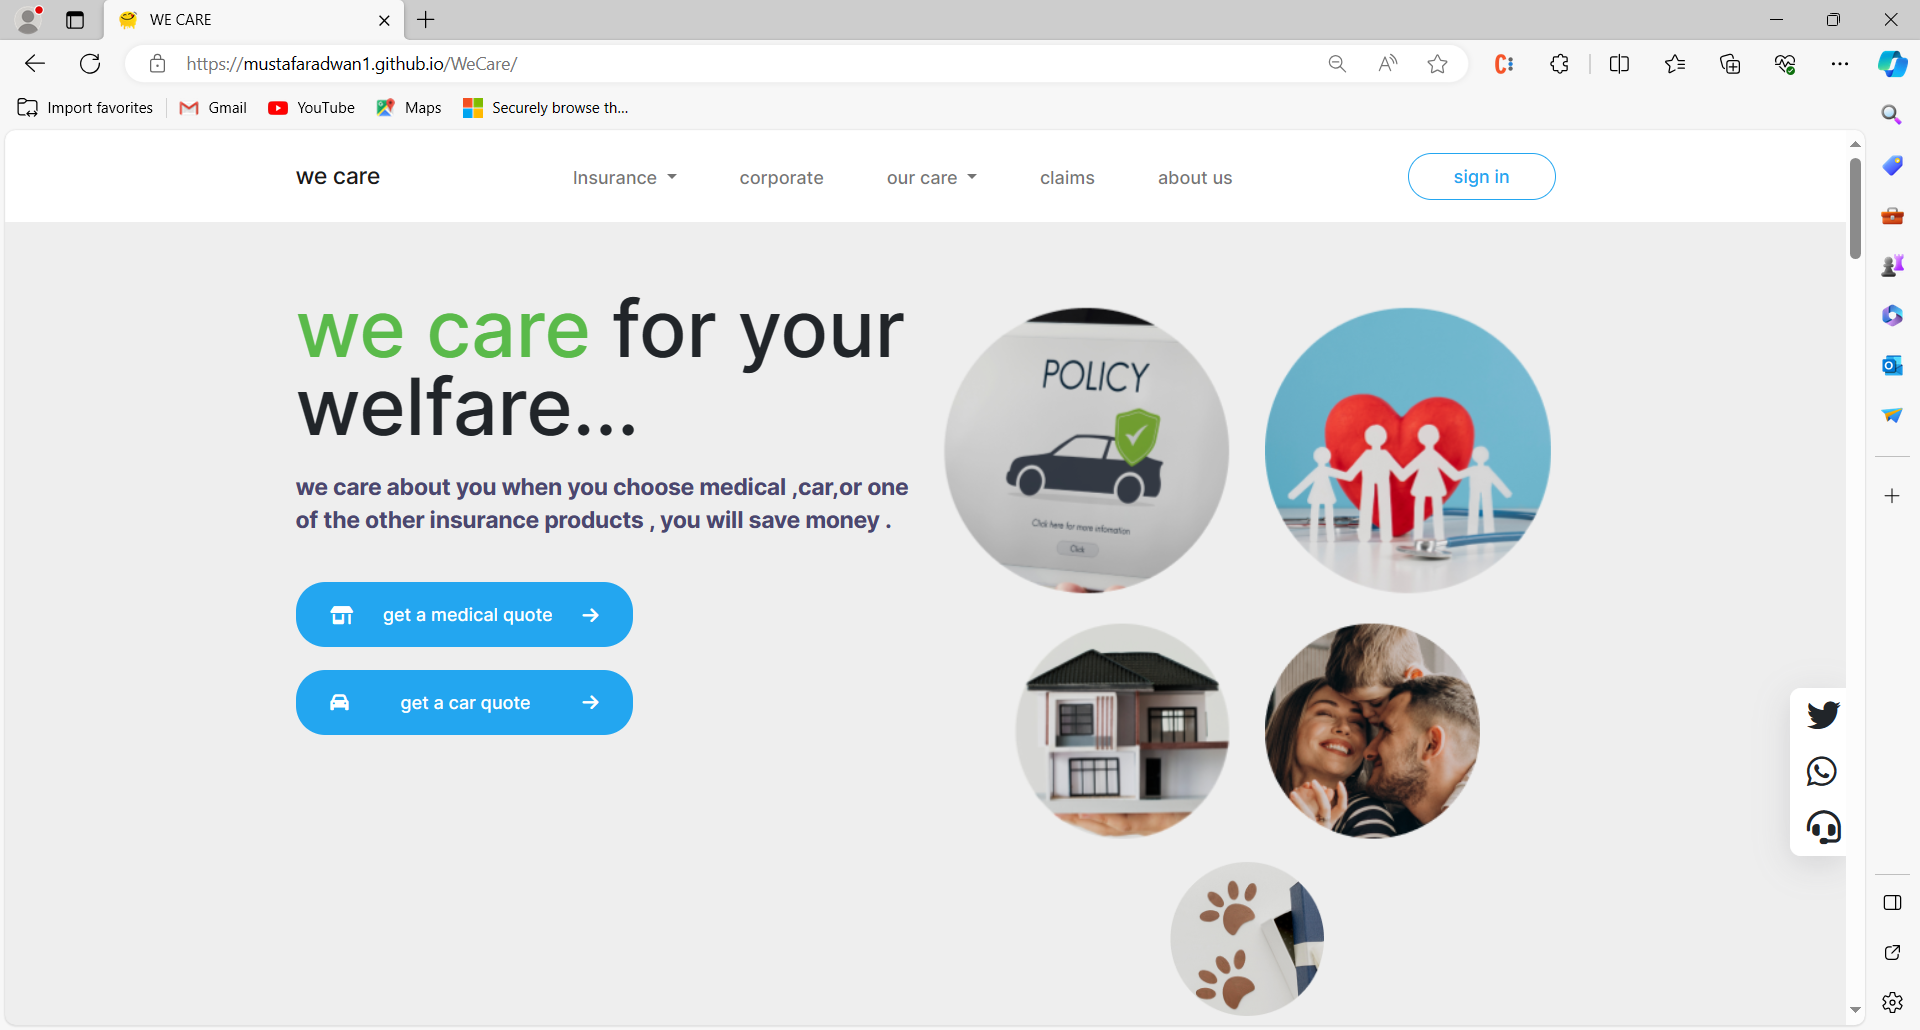 WE CARE
https://mustafaradwan1.github.io/WeCare/
Import favorites
Gmail
YouTube
Maps
Securely browse th...
we care
Insurance
corporate
our care
claims
about us
sign in
we care for your
welfare...
we care about you when you choose medical ,car,or one
of the other insurance products , you will save money .
get a medical quote
get a car quote
POLICY
Click here for more information
Click